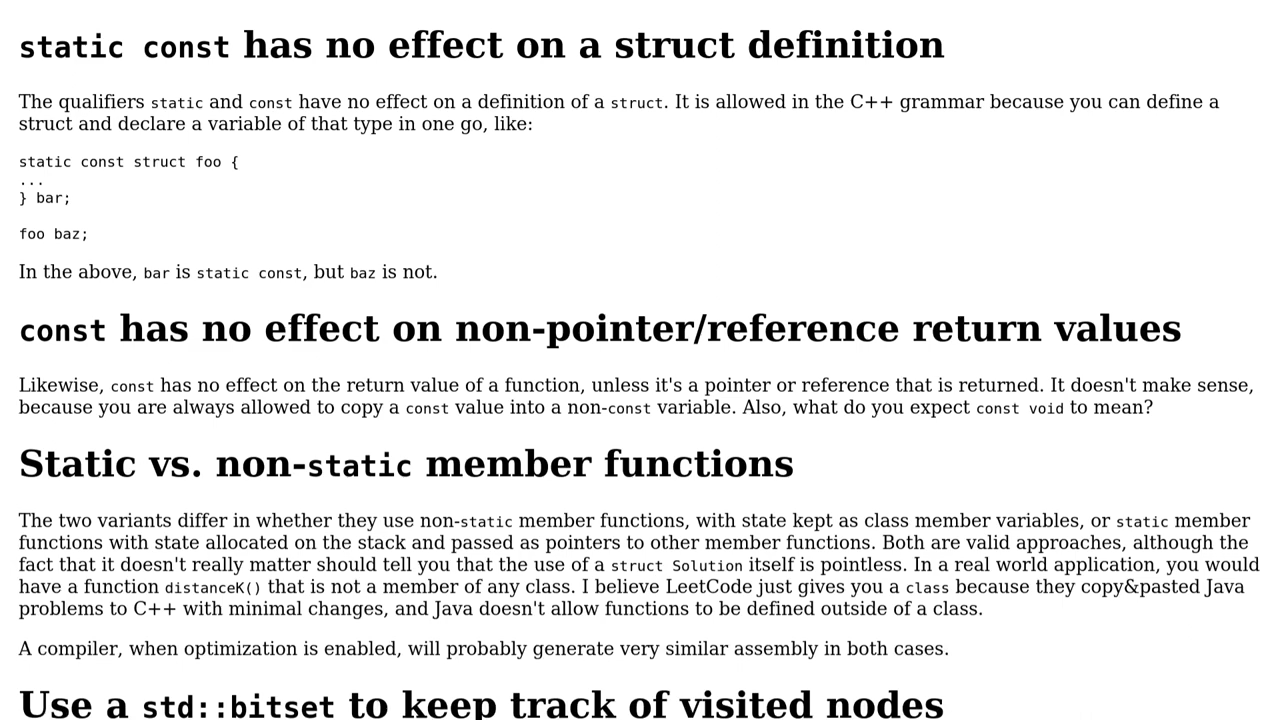 static const has no effect on a struct definition
The qualifiers static and const have no effect on a definition of a struct. It is allowed in the C++ grammar because you can define a
struct and declare a variable of that type in one go, like:
static const struct foo {
...
} bar;
foo baz;
In the above, bar is static const, but baz is not.
const has no effect on non-pointer/reference return values
Likewise, const has no effect on the return value of a function, unless it's a pointer or reference that is returned. It doesn't make sense,
because you are always allowed to copy a const value into a non-const variable. Also, what do you expect const void to mean?
Static vs. non-static member functions
The two variants differ in whether they use non-static member functions, with state kept as class member variables, or static member
functions with state allocated on the stack and passed as pointers to other member functions. Both are valid approaches, although the
fact that it doesn't really matter should tell you that the use of a struct Solution itself is pointless. In a real world application, you would
have a function distanceK() that is not a member of any class. I believe LeetCode just gives you a class because they copy&pasted Java
problems to C++ with minimal changes, and Java doesn't allow functions to be defined outside of a class.
A compiler, when optimization is enabled, will probably generate very similar assembly in both cases.
Use a std::bitset to keep track of visited nodes